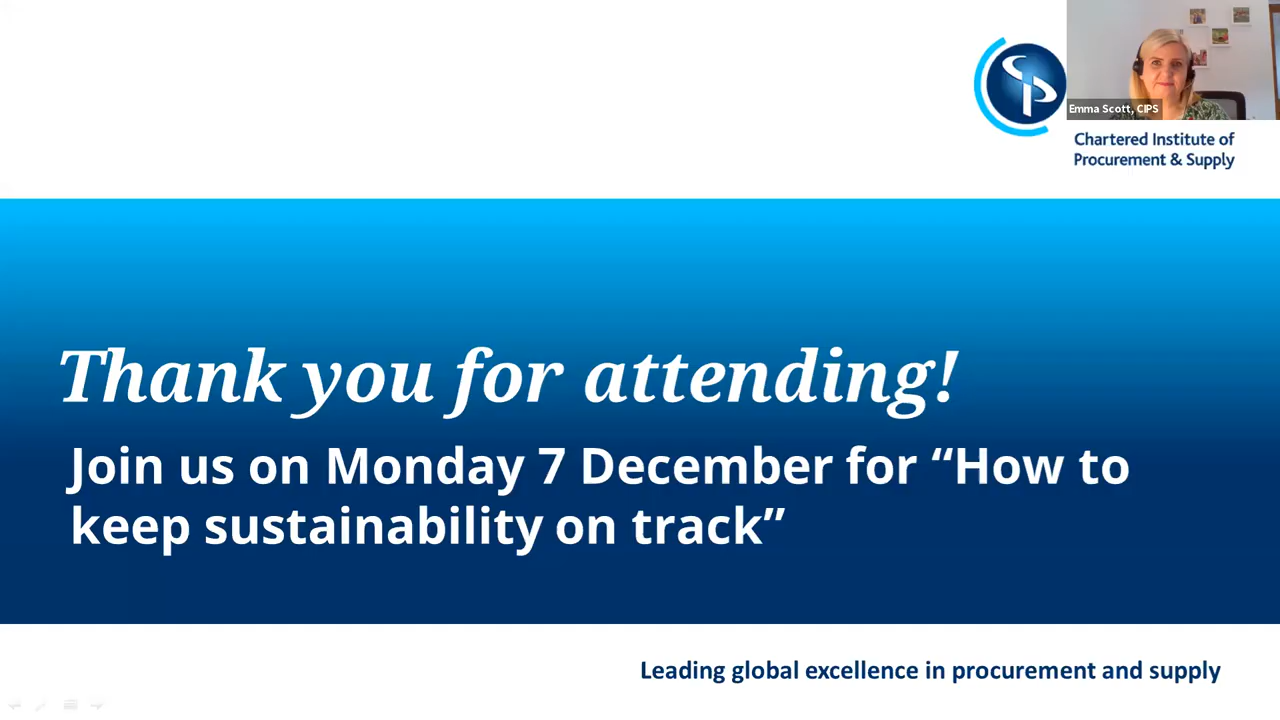 Emma Scott, CIPS
Chartered Institute of
Procurement & Supply
Thank you for attending!
Join us on Monday 7 December for “How to
keep sustainability on track”
Leading global excellence in procurement and supply